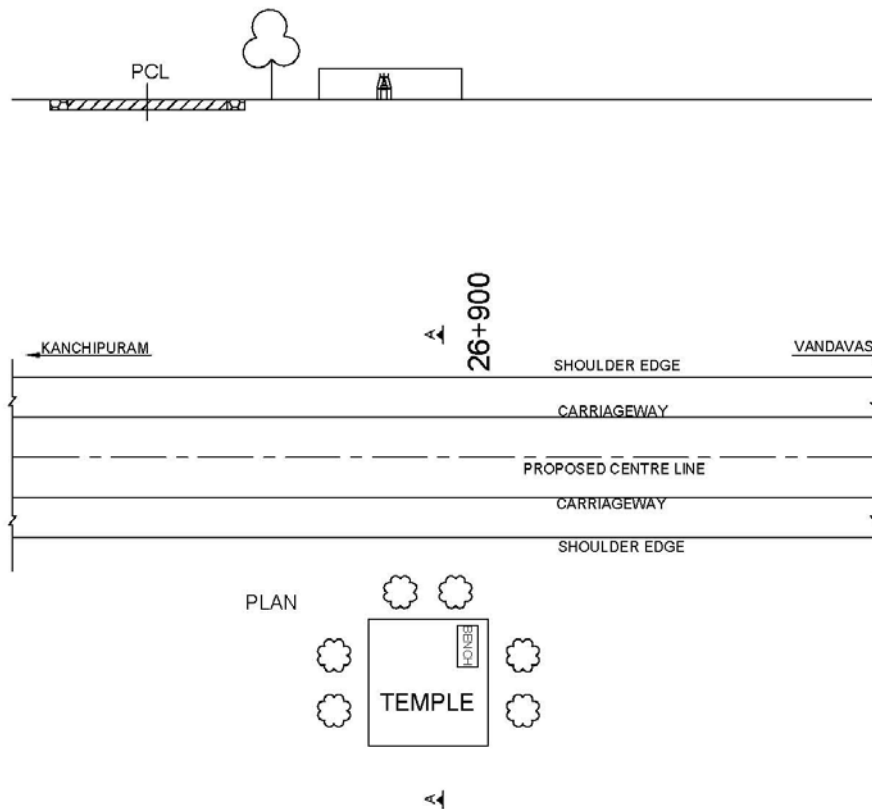 PCL
A
26+900
KANCHIPURAM
VANDAVAS
SHOULDER EDGE
CARRIAGEWAY
PROPOSED CENTRE LINE
CARRIAGEWAY
SHOULDER EDGE
PLAN
BENCH
TEMPLE
A